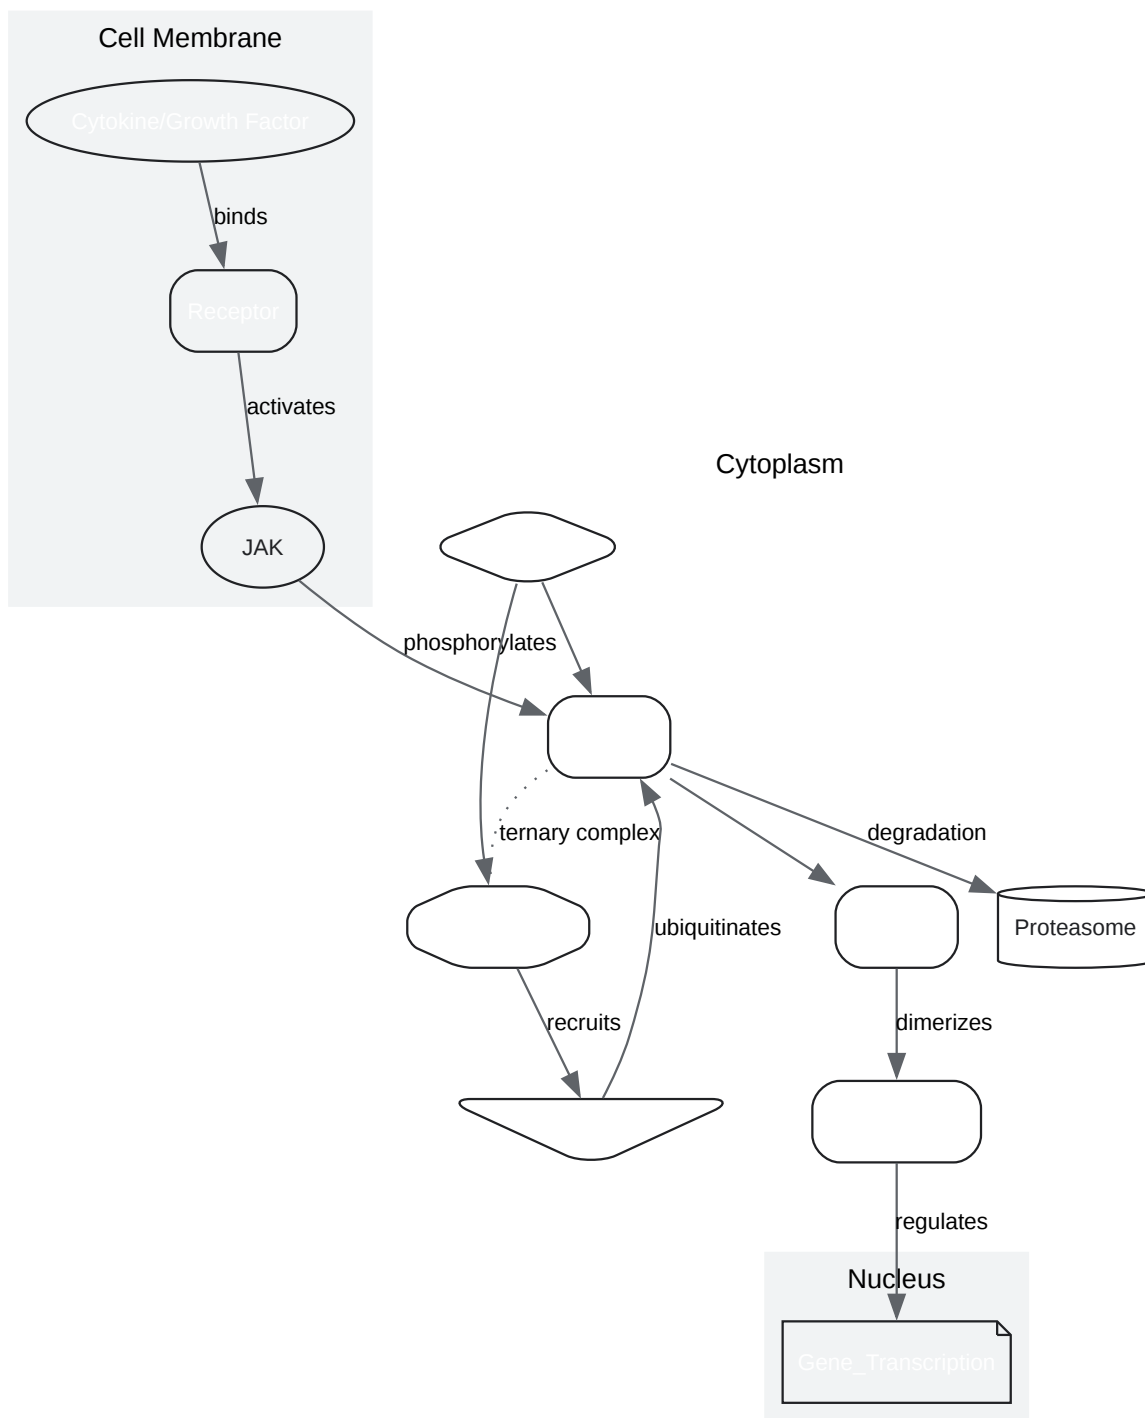 Cell Membrane
Cytokine/Growth Factor
binds
Receptor
activates
Cytoplasm
JAK
phosphorylates
ternary complex
degradation
ubiquitinates
Proteasome
recruits
dimerizes
regulates
Nucleus
Gene_Transcription